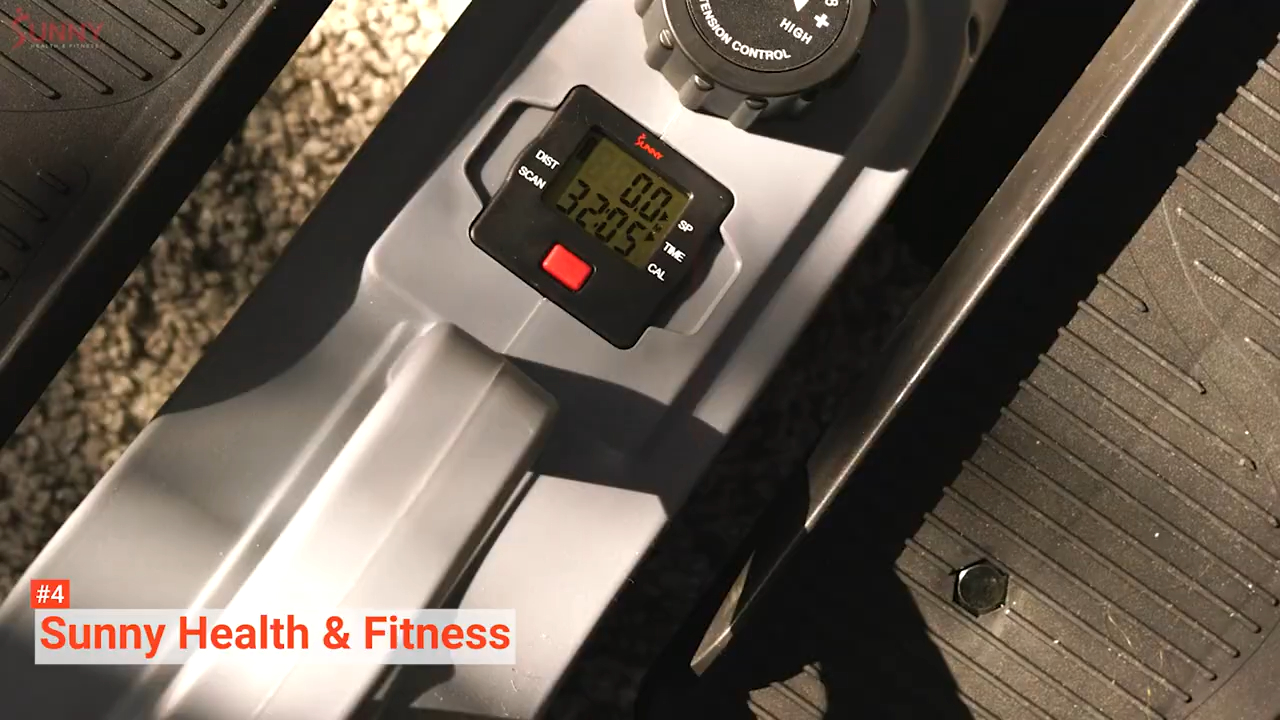 SUNNY
HEALTH & FITNESS
TENSION CONTROL
HIGH
+
SUNNY
DIST
SCAN
0.0
32:05
SP
TIME
CAL
#4
Sunny Health & Fitness